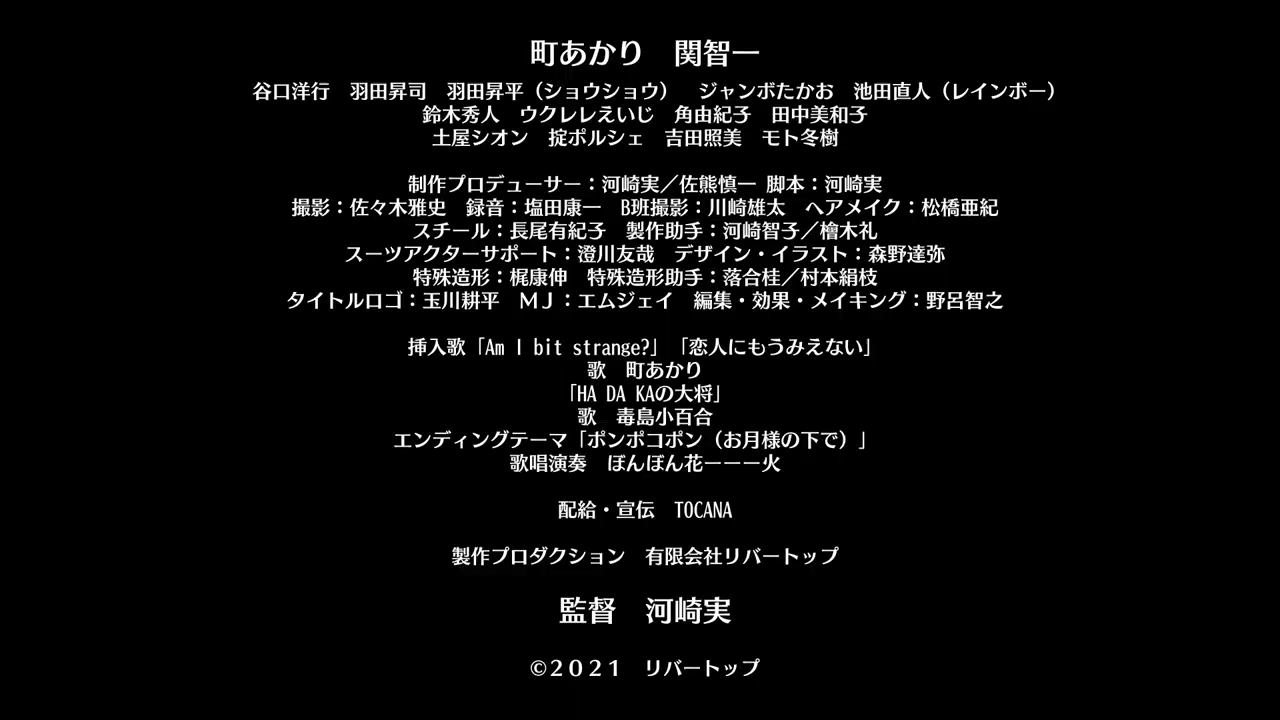 町あかり　関智一
谷口洋行　羽田昇司　羽田昇平（ショウショウ）　ジャンボたかお　池田直人（レインボー）
鈴木秀人　ウクレレえいじ　角由紀子　田中美和子
土屋シオン　掟ポルシェ　吉田照美　モト冬樹
制作プロデューサー：河崎実／佐熊慎一 脚本：河崎実
撮影：佐々木雅史　録音：塩田康一　B班撮影：川崎雄太　ヘアメイク：松橋亜紀
スチール：長尾有紀子　製作助手：河崎智子／檜木礼
スーツアクターサポート：澄川友哉　デザイン・イラスト：森野達弥
特殊造形：梶康伸　特殊造形助手：落合桂／村本絹枝
タイトルロゴ：玉川耕平　ＭＪ：エムジェイ　編集・効果・メイキング：野呂智之
挿入歌「Am I bit strange?」「恋人にもうみえない」
歌　町あかり
「HA DA KAの大将」
歌　毒島小百合
エンディングテーマ「ポンポコポン（お月様の下で）」
歌唱演奏　ぼんぼん花ーーー火
配給・宣伝　TOCANA
製作プロダクション　有限会社リバートップ
監督　河崎実
©２０２１　リバートップ